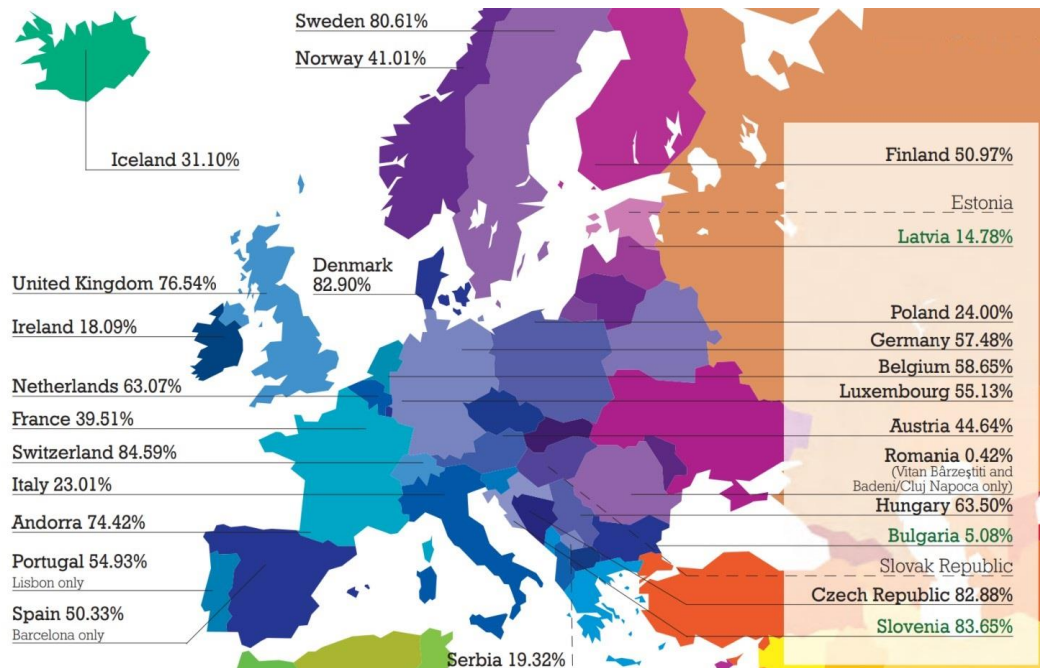 Sweden 80.61%
Norway 41.01%
Iceland 31.10%
United Kingdom 76.54%
Ireland 18.09%
Denmark
82.90%
Netherlands 63.07%
France 39.51%
Switzerland 84.59%
Italy 23.01%
Andorra 74.42%
Portugal 54.93%
Lisbon only
Spain 50.33%
Barcelona only
Serbia 19.32%
Finland 50.97%
Estonia
Latvia 14.78%
Poland 24.00%
Germany 57.48%
Belgium 58.65%
Luxembourg 55.13%
Austria 44.64%
Romania 0.42%
(Vitan Bârzeştiti and
Badeni/Cluj Napoca only)
Hungary 63.50%
Bulgaria 5.08%
Slovak Republic
Czech Republic 82.88%
Slovenia 83.65%